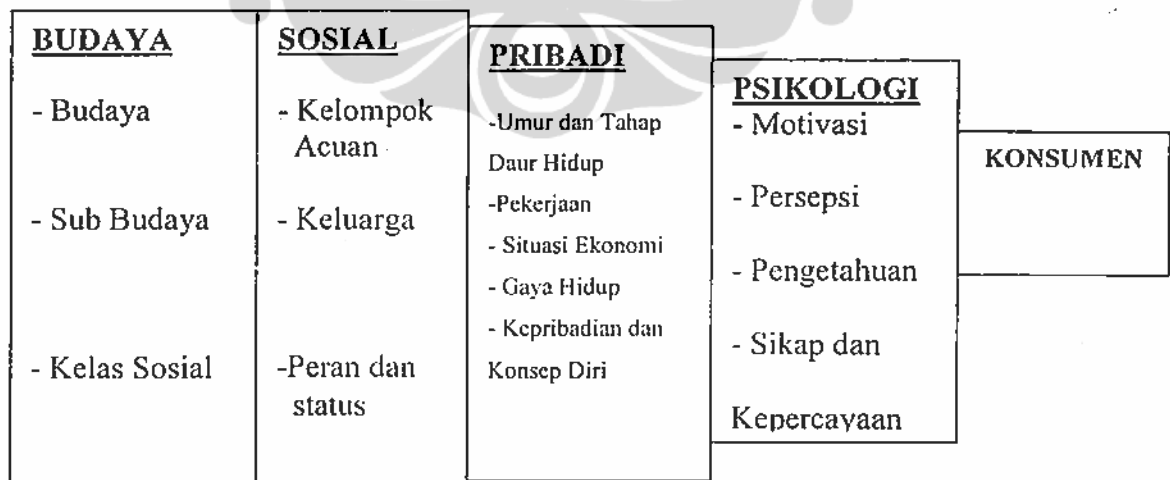 BUDAYA
- Budaya
- Sub Budaya
- Kelas Sosial
SOSIAL
- Kelompok
Acuan
- Keluarga
-Peran dan
status
PRIBADI
-Umur dan Tahap
Daur Hidup
-Pekerjaan
- Situasi Ekonomi
- Gaya Hidup
- Kepribadian dan
Konsep Diri
PSIKOLOGI
- Motivasi
- Persepsi
- Pengetahuan
- Sikap dan
Kepercayaan
KONSUMEN